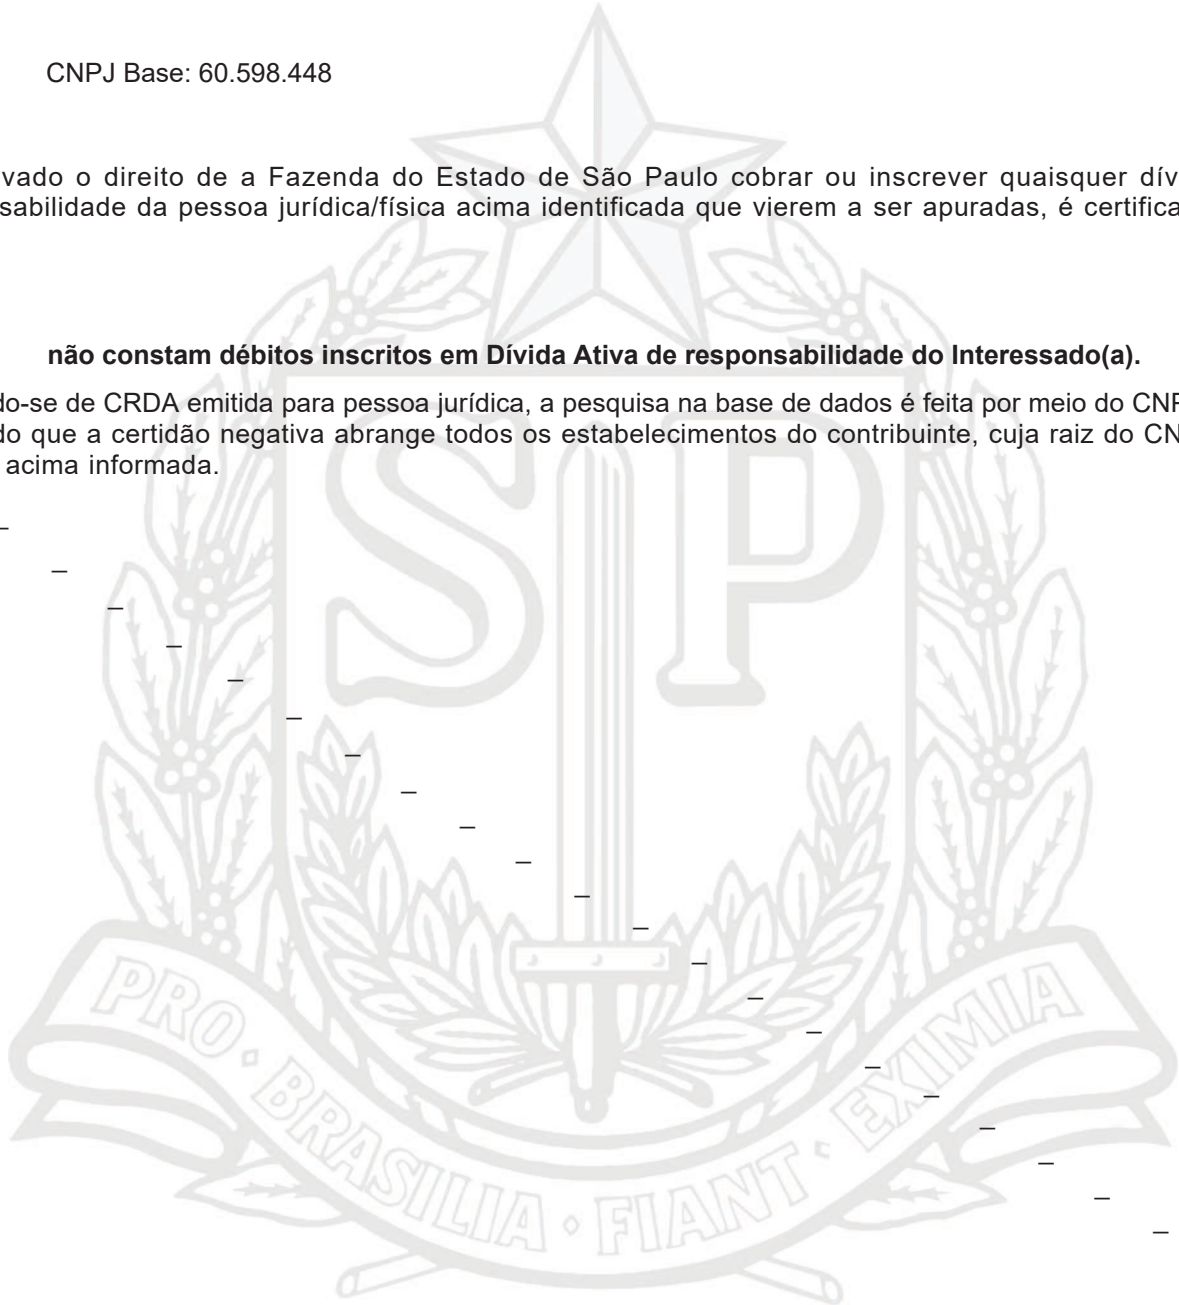 CNPJ Base: 60.598.448
vado o direito de a Fazenda do Estado de São Paulo cobrar ou inscrever quaisquer dív
sabilidade da pessoa jurídica/física acima identificada que vierem a ser apuradas, é certifica
não constam débitos inscritos em Dívida Ativa de responsabilidade do Interessado(a).
do-se de CRDA emitida para pessoa jurídica, a pesquisa na base de dados é feita por meio do CNP
do que a certidão negativa abrange todos os estabelecimentos do contribuinte, cuja raiz do CN
acima informada.
SP
PRO • BRASILIA • FIANT • EXIMIA